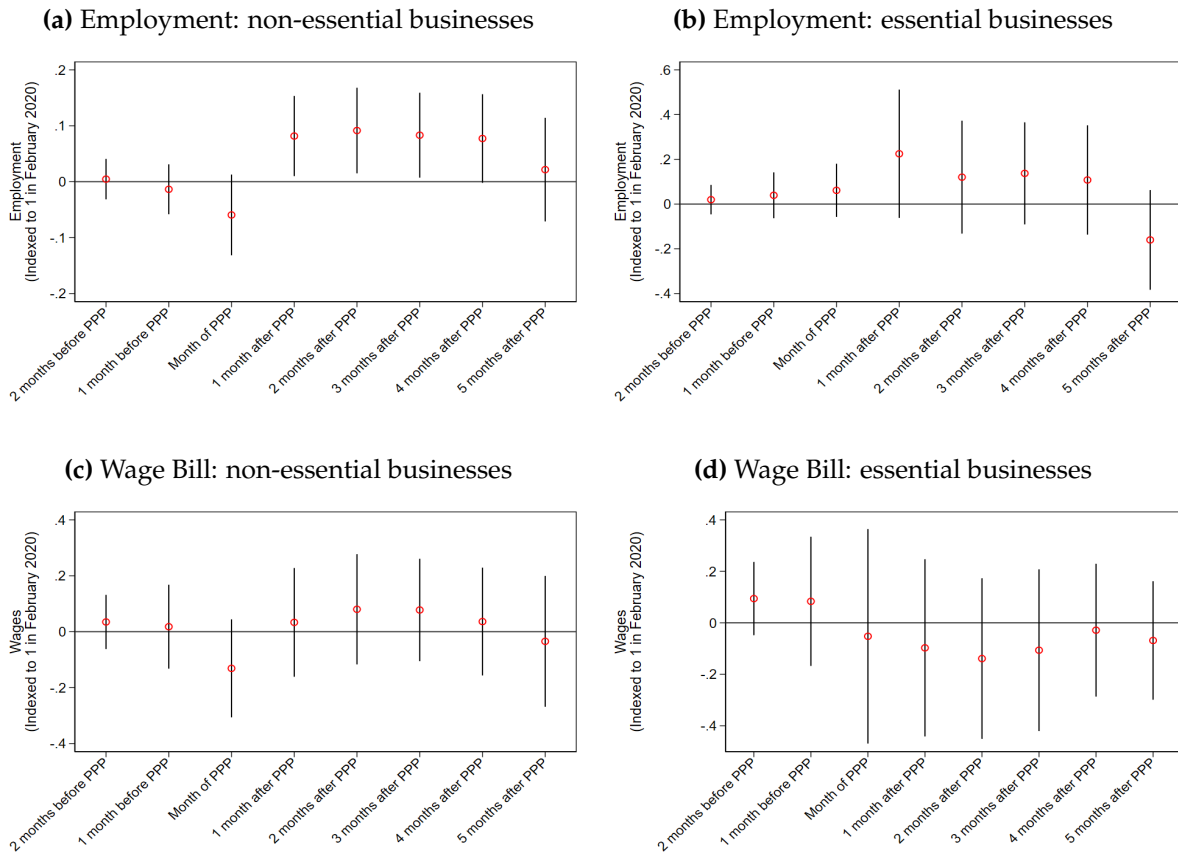 (a) Employment: non-essential businesses
Employment
(Indexed to 1 in February 2020)
.2
.1
0
-.1
-.2
2 months before PPP
1 month before PPP
Month of PPP
1 month after PPP
2 months after PPP
3 months after PPP
4 months after PPP
5 months after PPP
(b) Employment: essential businesses
Employment
(Indexed to 1 in February 2020)
.6
.4
.2
0
-.2
-.4
2 months before PPP
1 month before PPP
Month of PPP
1 month after PPP
2 months after PPP
3 months after PPP
4 months after PPP
5 months after PPP
(c) Wage Bill: non-essential businesses
Wages
(Indexed to 1 in February 2020)
.4
.2
0
-.2
-.4
2 months before PPP
1 month before PPP
Month of PPP
1 month after PPP
2 months after PPP
3 months after PPP
4 months after PPP
5 months after PPP
(d) Wage Bill: essential businesses
Wages
(Indexed to 1 in February 2020)
.4
.2
0
-.2
-.4
2 months before PPP
1 month before PPP
Month of PPP
1 month after PPP
2 months after PPP
3 months after PPP
4 months after PPP
5 months after PPP